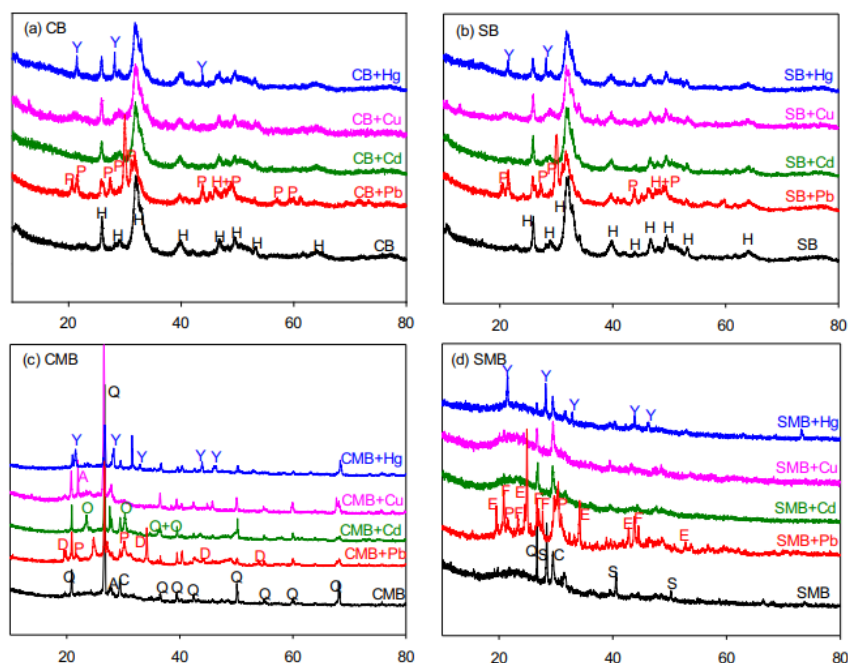 (a) CB
Y Y Y
CB+Hg
CB+Cu
CB+Cd
P P P P P P H+P P P
CB+Pb
H H H H H H H H
CB
20 40 60 80
(b) SB
Y Y
SB+Hg
SB+Cu
SB+Cd
P P P P H+P
SB+Pb
H H H H H H H H H
SB
20 40 60 80
(c) CMB
Q
Y Y Y Y Y
CMB+Hg
A
CMB+Cu
O O O+O
CMB+Cd
D P P D D D
CMB+Pb
Q A C Q Q Q Q Q Q Q
CMB
20 40 60 80
(d) SMB
Y Y Y Y Y
SMB+Hg
SMB+Cu
SMB+Cd
E E P E E E E E E
SMB+Pb
Q S C S S
SMB
20 40 60 80